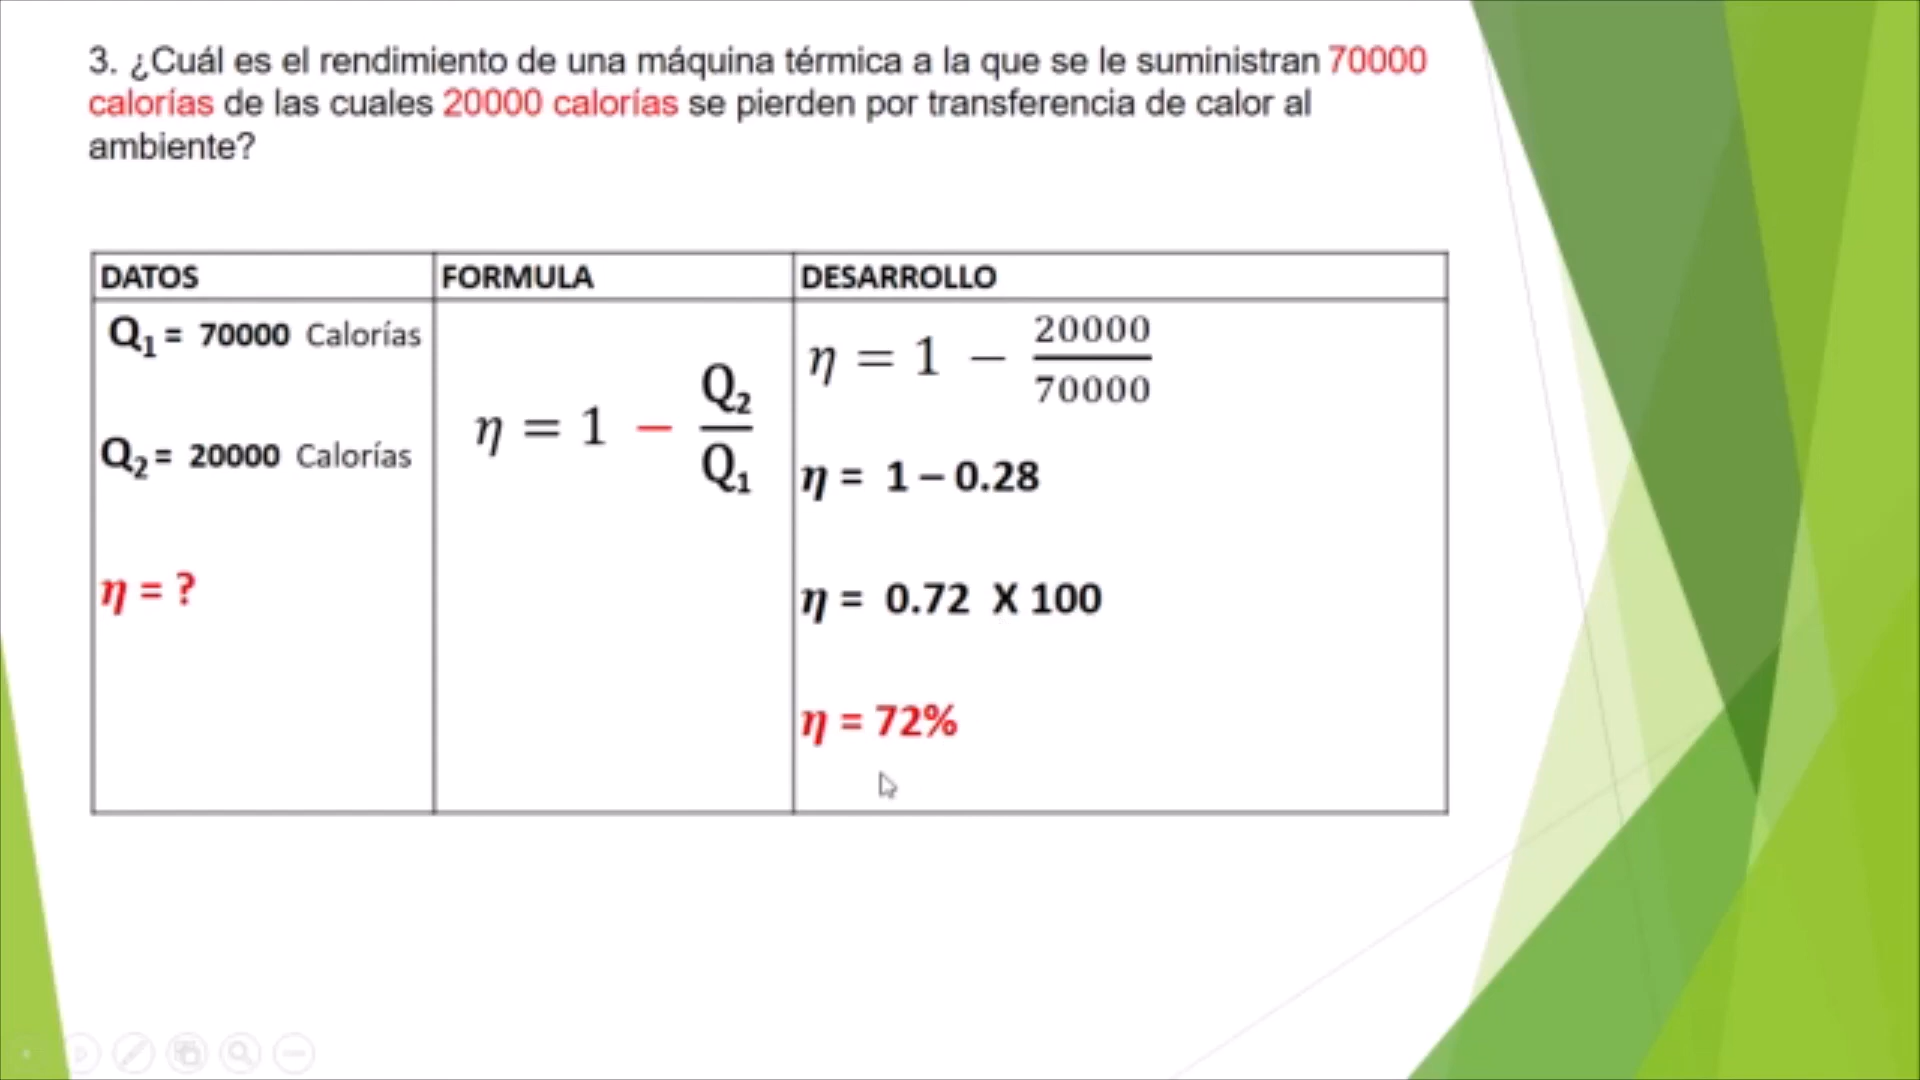 3. ¿Cuál es el rendimiento de una máquina térmica a la que se le suministran 70000
calorías de las cuales 20000 calorías se pierden por transferencia de calor al
ambiente?
DATOS
Q₁ = 70000 Calorías
Q₂ = 20000 Calorías
η = ?
FORMULA
η = 1 − Q₂/Q₁
DESARROLLO
η = 1 − 20000/70000
η = 1 – 0.28
η = 0.72 X 100
η = 72%